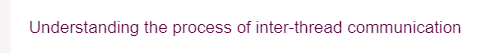 Understanding the process of inter-thread communication